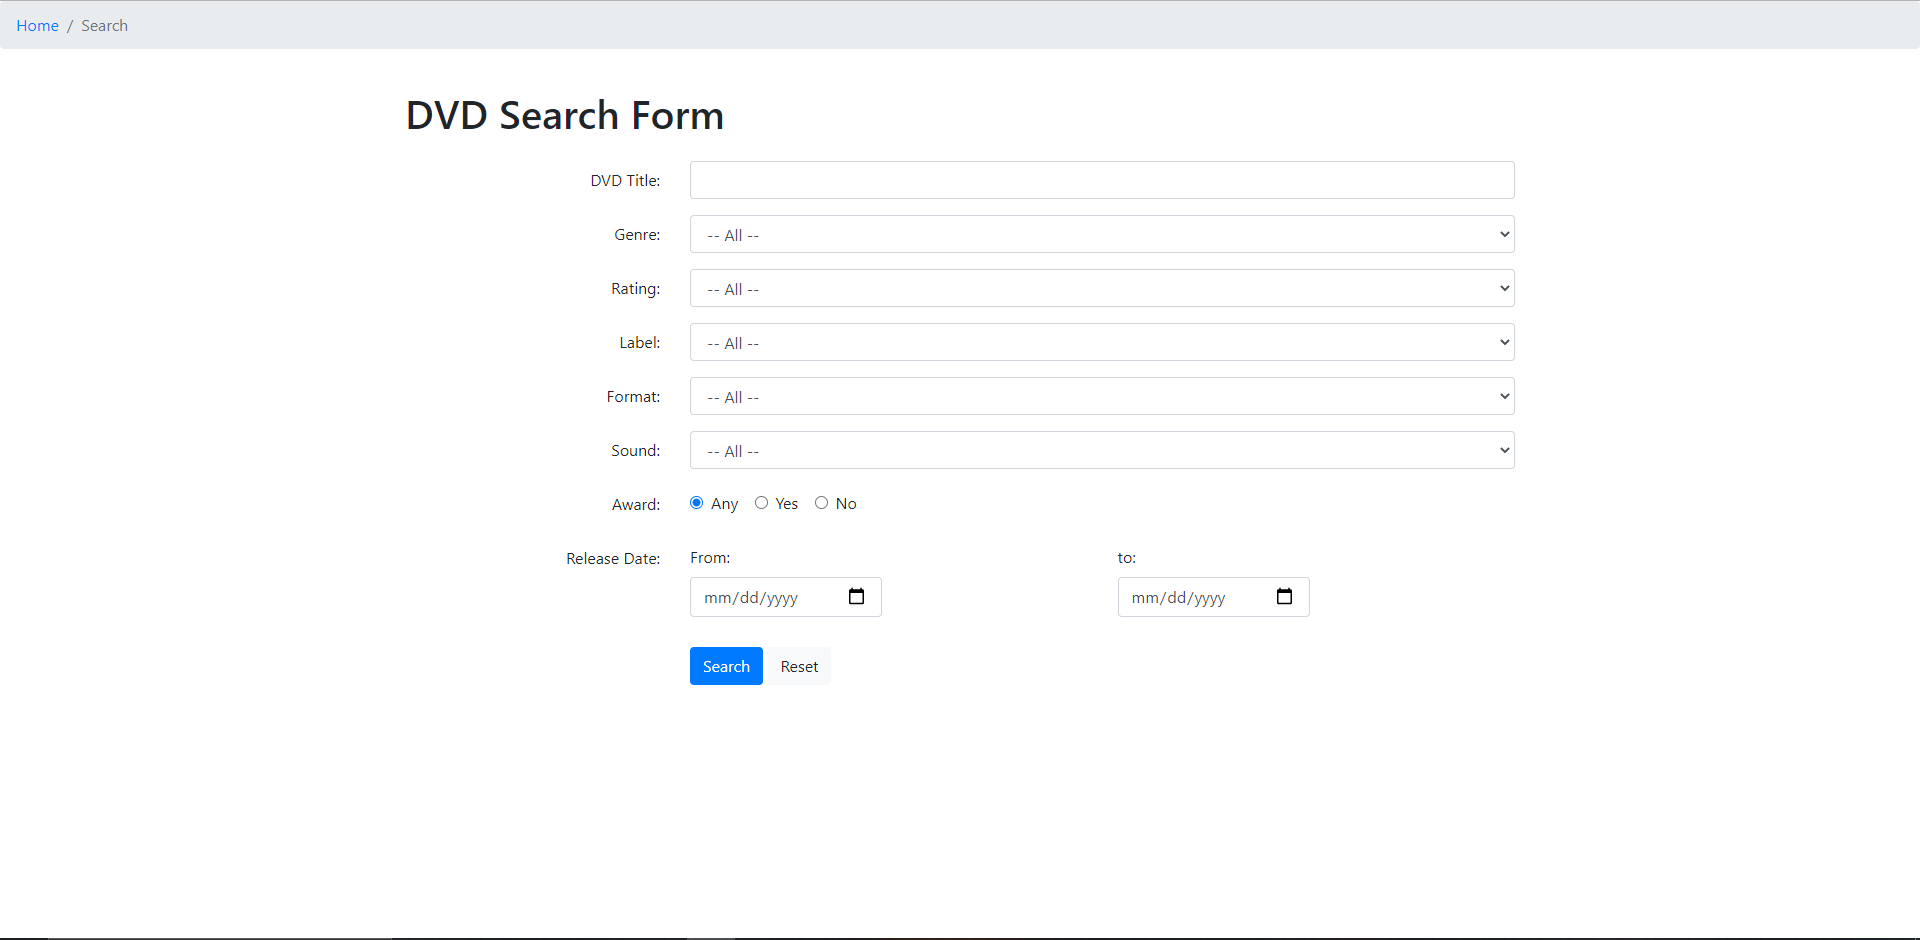 Home / Search
DVD Search Form
DVD Title:
Genre: -- All --
Rating: -- All --
Label: -- All --
Format: -- All --
Sound: -- All --
Award: Any Yes No
Release Date: From: to:
mm/dd/yyyy mm/dd/yyyy
Search Reset